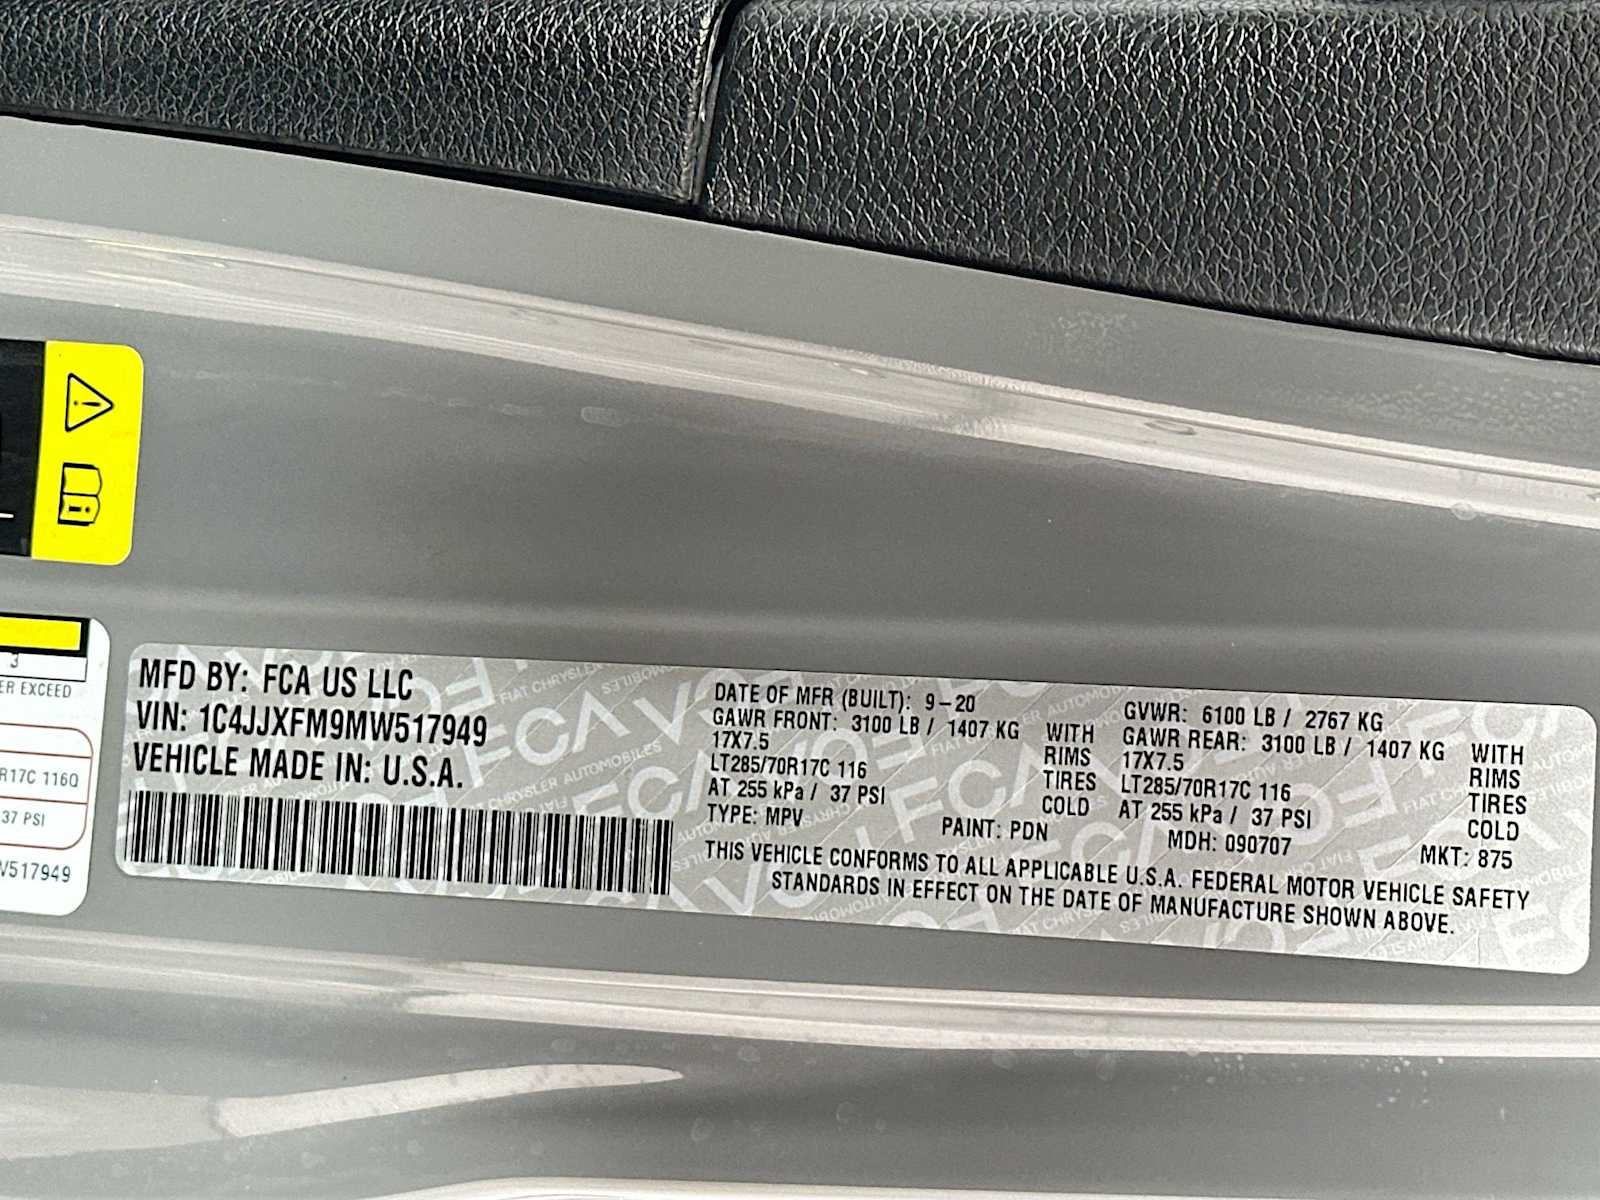 3
ER EXCEED
R17C 116Q
37 PSI
W517949
MFD BY: FCA US LLC
VIN: 1C4JJXFM9MW517949
VEHICLE MADE IN: U.S.A.
DATE OF MFR (BUILT): 9-20
GAWR FRONT: 3100 LB / 1407 KG WITH
17X7.5 RIMS
LT285/70R17C 116 TIRES
AT 255 kPa / 37 PSI COLD
TYPE: MPV
GVWR: 6100 LB / 2767 KG
GAWR REAR: 3100 LB / 1407 KG WITH
17X7.5 RIMS
LT285/70R17C 116 TIRES
AT 255 kPa / 37 PSI COLD
PAINT: PDN MDH: 090707 MKT: 875
THIS VEHICLE CONFORMS TO ALL APPLICABLE U.S.A. FEDERAL MOTOR VEHICLE SAFETY
STANDARDS IN EFFECT ON THE DATE OF MANUFACTURE SHOWN ABOVE.